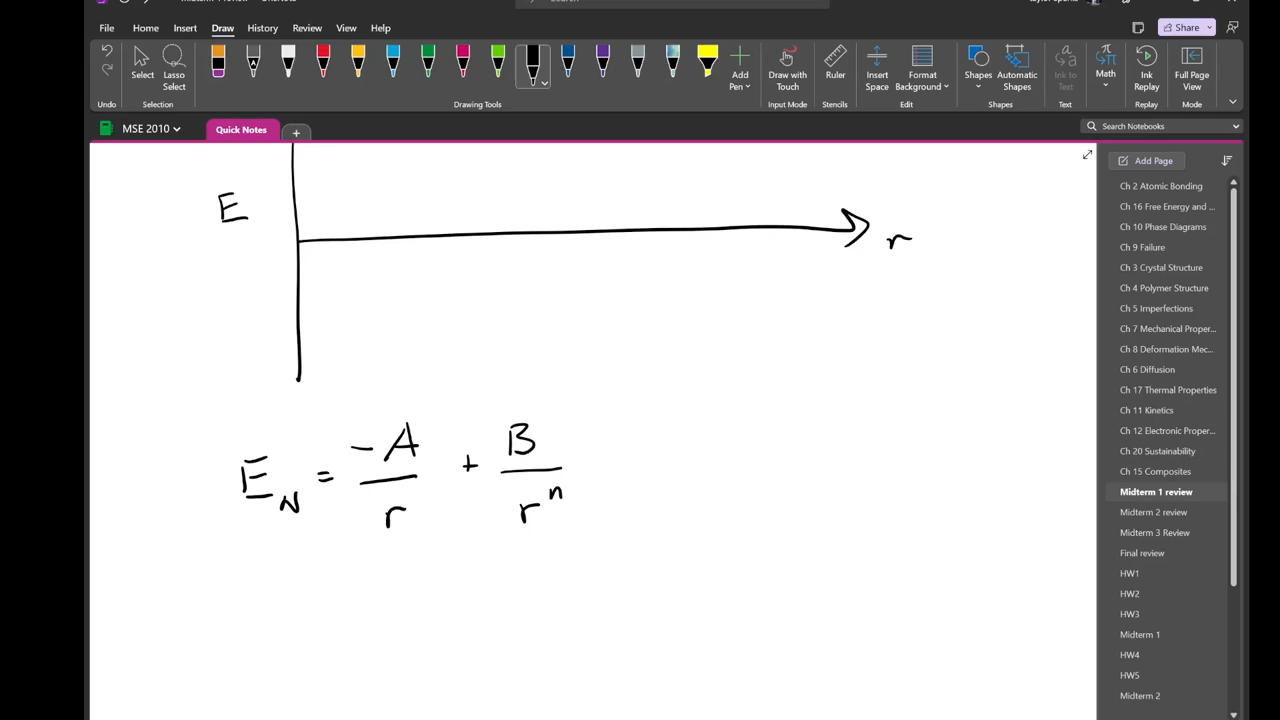 File Home Insert Draw History Review View Help Share
Undo
Select
Lasso Select
Selection
Drawing Tools
Add Pen
Draw with Touch
Input Mode
Ruler
Stencils
Insert Space
Format Background
Edit
Shapes
Automatic Shapes
Shapes
Ink to Text
Text
Math
Ink Replay
Replay
Full Page View
Mode
MSE 2010
Quick Notes
+
Search Notebooks
Add Page
Ch 2 Atomic Bonding
Ch 16 Free Energy and ...
Ch 10 Phase Diagrams
Ch 9 Failure
Ch 3 Crystal Structure
Ch 4 Polymer Structure
Ch 5 Imperfections
Ch 7 Mechanical Proper...
Ch 8 Deformation Mec...
Ch 6 Diffusion
Ch 17 Thermal Properties
Ch 11 Kinetics
Ch 12 Electronic Proper...
Ch 20 Sustainability
Ch 15 Composites
Midterm 1 review
Midterm 2 review
Midterm 3 Review
Final review
HW1
HW2
HW3
Midterm 1
HW4
HW5
Midterm 2
E
r
E_N = -A/r + B/r^n